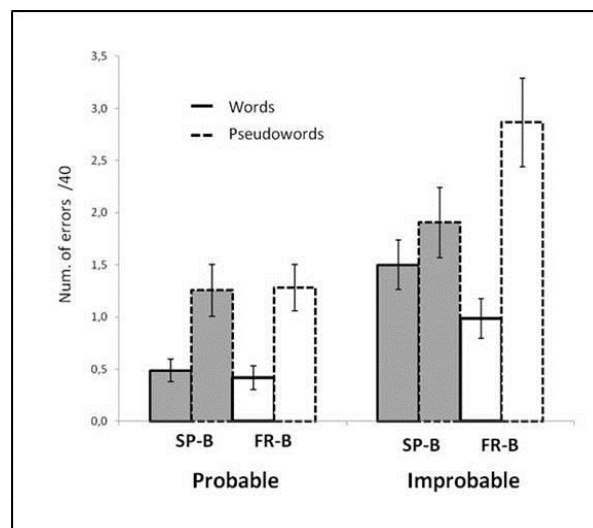 3,5
3,0
2,5
2,0
1,5
1,0
0,5
0,0
Num. of errors /40
Words
Pseudowords
SP-B FR-B SP-B FR-B
Probable Improbable